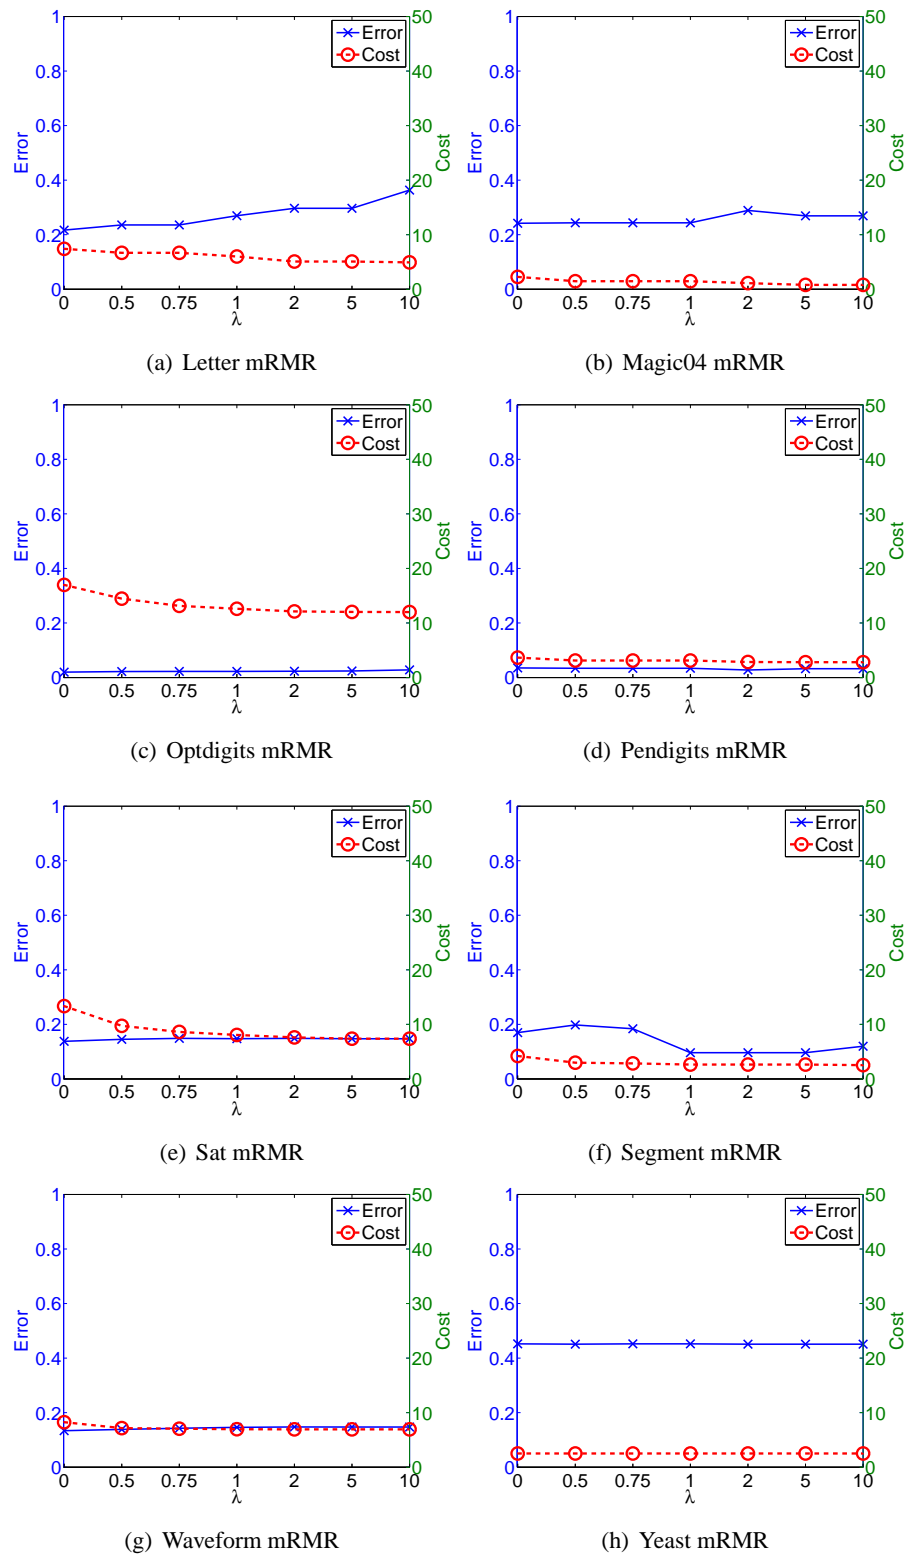 1
0.8
0.6
0.4
0.2
0
Error
50
40
30
20
10
0
Cost
Error
Cost
0 0.5 0.75 1 2 5 10
λ
(a) Letter mRMR
1
0.8
0.6
0.4
0.2
0
Error
50
40
30
20
10
0
Cost
Error
Cost
0 0.5 0.75 1 2 5 10
λ
(b) Magic04 mRMR
1
0.8
0.6
0.4
0.2
0
Error
50
40
30
20
10
0
Cost
Error
Cost
0 0.5 0.75 1 2 5 10
λ
(c) Optdigits mRMR
1
0.8
0.6
0.4
0.2
0
Error
50
40
30
20
10
0
Cost
Error
Cost
0 0.5 0.75 1 2 5 10
λ
(d) Pendigits mRMR
1
0.8
0.6
0.4
0.2
0
Error
50
40
30
20
10
0
Cost
Error
Cost
0 0.5 0.75 1 2 5 10
λ
(e) Sat mRMR
1
0.8
0.6
0.4
0.2
0
Error
50
40
30
20
10
0
Cost
Error
Cost
0 0.5 0.75 1 2 5 10
λ
(f) Segment mRMR
1
0.8
0.6
0.4
0.2
0
Error
50
40
30
20
10
0
Cost
Error
Cost
0 0.5 0.75 1 2 5 10
λ
(g) Waveform mRMR
1
0.8
0.6
0.4
0.2
0
Error
50
40
30
20
10
0
Cost
Error
Cost
0 0.5 0.75 1 2 5 10
λ
(h) Yeast mRMR